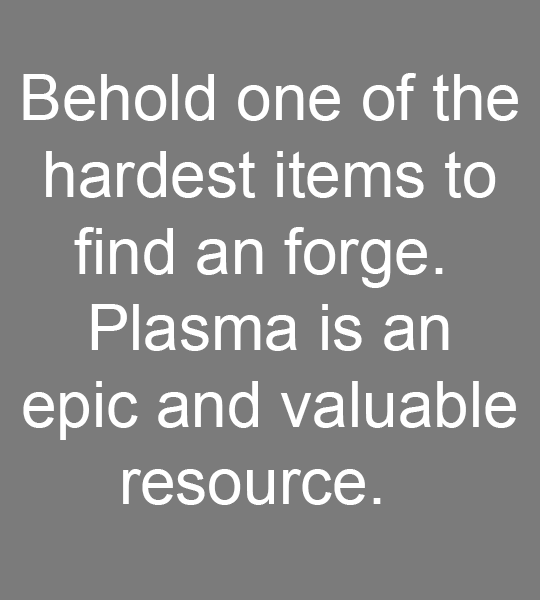 Behold one of the
hardest items to
find an forge.
Plasma is an
epic and valuable
resource.